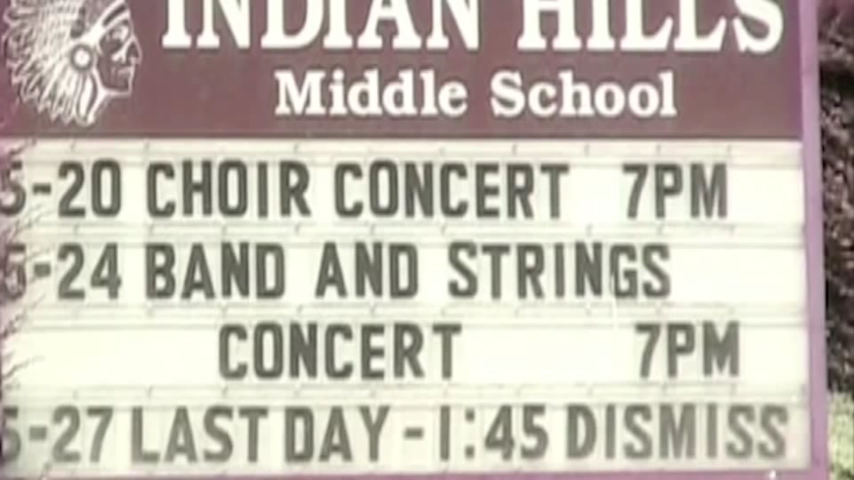 INDIAN HILLS
Middle School
5-20 CHOIR CONCERT 7PM
5-24 BAND AND STRINGS
CONCERT 7PM
5-27 LAST DAY - 1:45 DISMISS